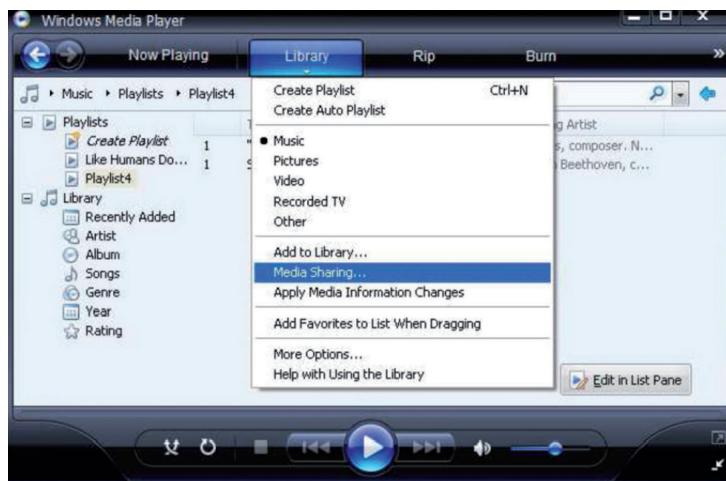 Windows Media Player
Now Playing Library Rip Burn
Music Playlists Playlist4
Playlists
Create Playlist
Like Humans Do... 1
Playlist4 1
Library
Recently Added
Artist
Album
Songs
Genre
Year
Rating
Create Playlist Ctrl+N
Create Auto Playlist
Music
Pictures
Video
Recorded TV
Other
Add to Library...
Media Sharing...
Apply Media Information Changes
Add Favorites to List When Dragging
More Options...
Help with Using the Library
Artist
composer. N...
Beethoven, c...
Edit in List Pane